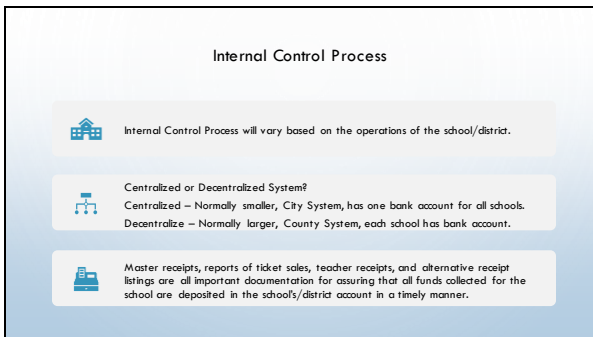 Internal Control Process
Internal Control Process will vary based on the operations of the school/district.
Centralized or Decentralized System?
Centralized – Normally smaller, City System, has one bank account for all schools.
Decentralize – Normally larger, County System, each school has bank account.
Master receipts, reports of ticket sales, teacher receipts, and alternative receipt
listings are all important documentation for assuring that all funds collected for the
school are deposited in the school's/district account in a timely manner.